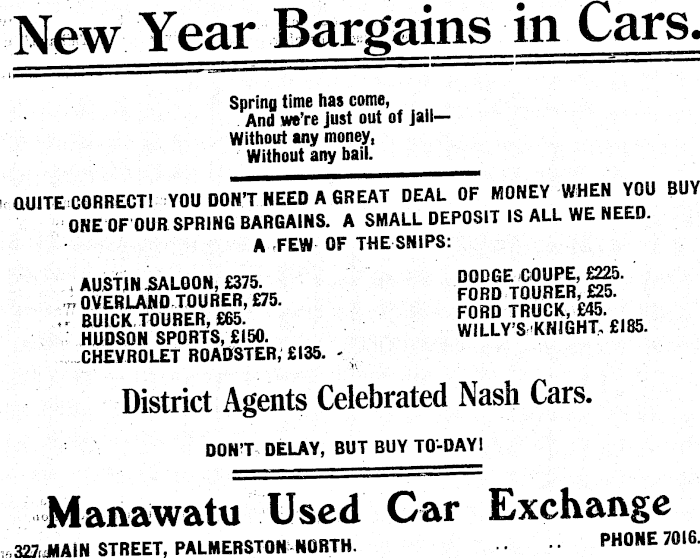 New Year Bargains in Cars.
Spring time has come,
And we're just out of jail—
Without any money,
Without any bail.
QUITE CORRECT! YOU DON'T NEED A GREAT DEAL OF MONEY WHEN YOU BUY
ONE OF OUR SPRING BARGAINS. A SMALL DEPOSIT IS ALL WE NEED.
A FEW OF THE SNIPS:
AUSTIN SALOON, £375.
OVERLAND TOURER, £75.
BUICK TOURER, £65.
HUDSON SPORTS, £150.
CHEVROLET ROADSTER, £135.
DODGE COUPE, £225.
FORD TOURER, £25.
FORD TRUCK, £45.
WILLY'S KNIGHT, £185.
District Agents Celebrated Nash Cars.
DON'T DELAY, BUT BUY TO-DAY!
Manawatu Used Car Exchange
327 MAIN STREET, PALMERSTON NORTH. .. .. PHONE 7016.